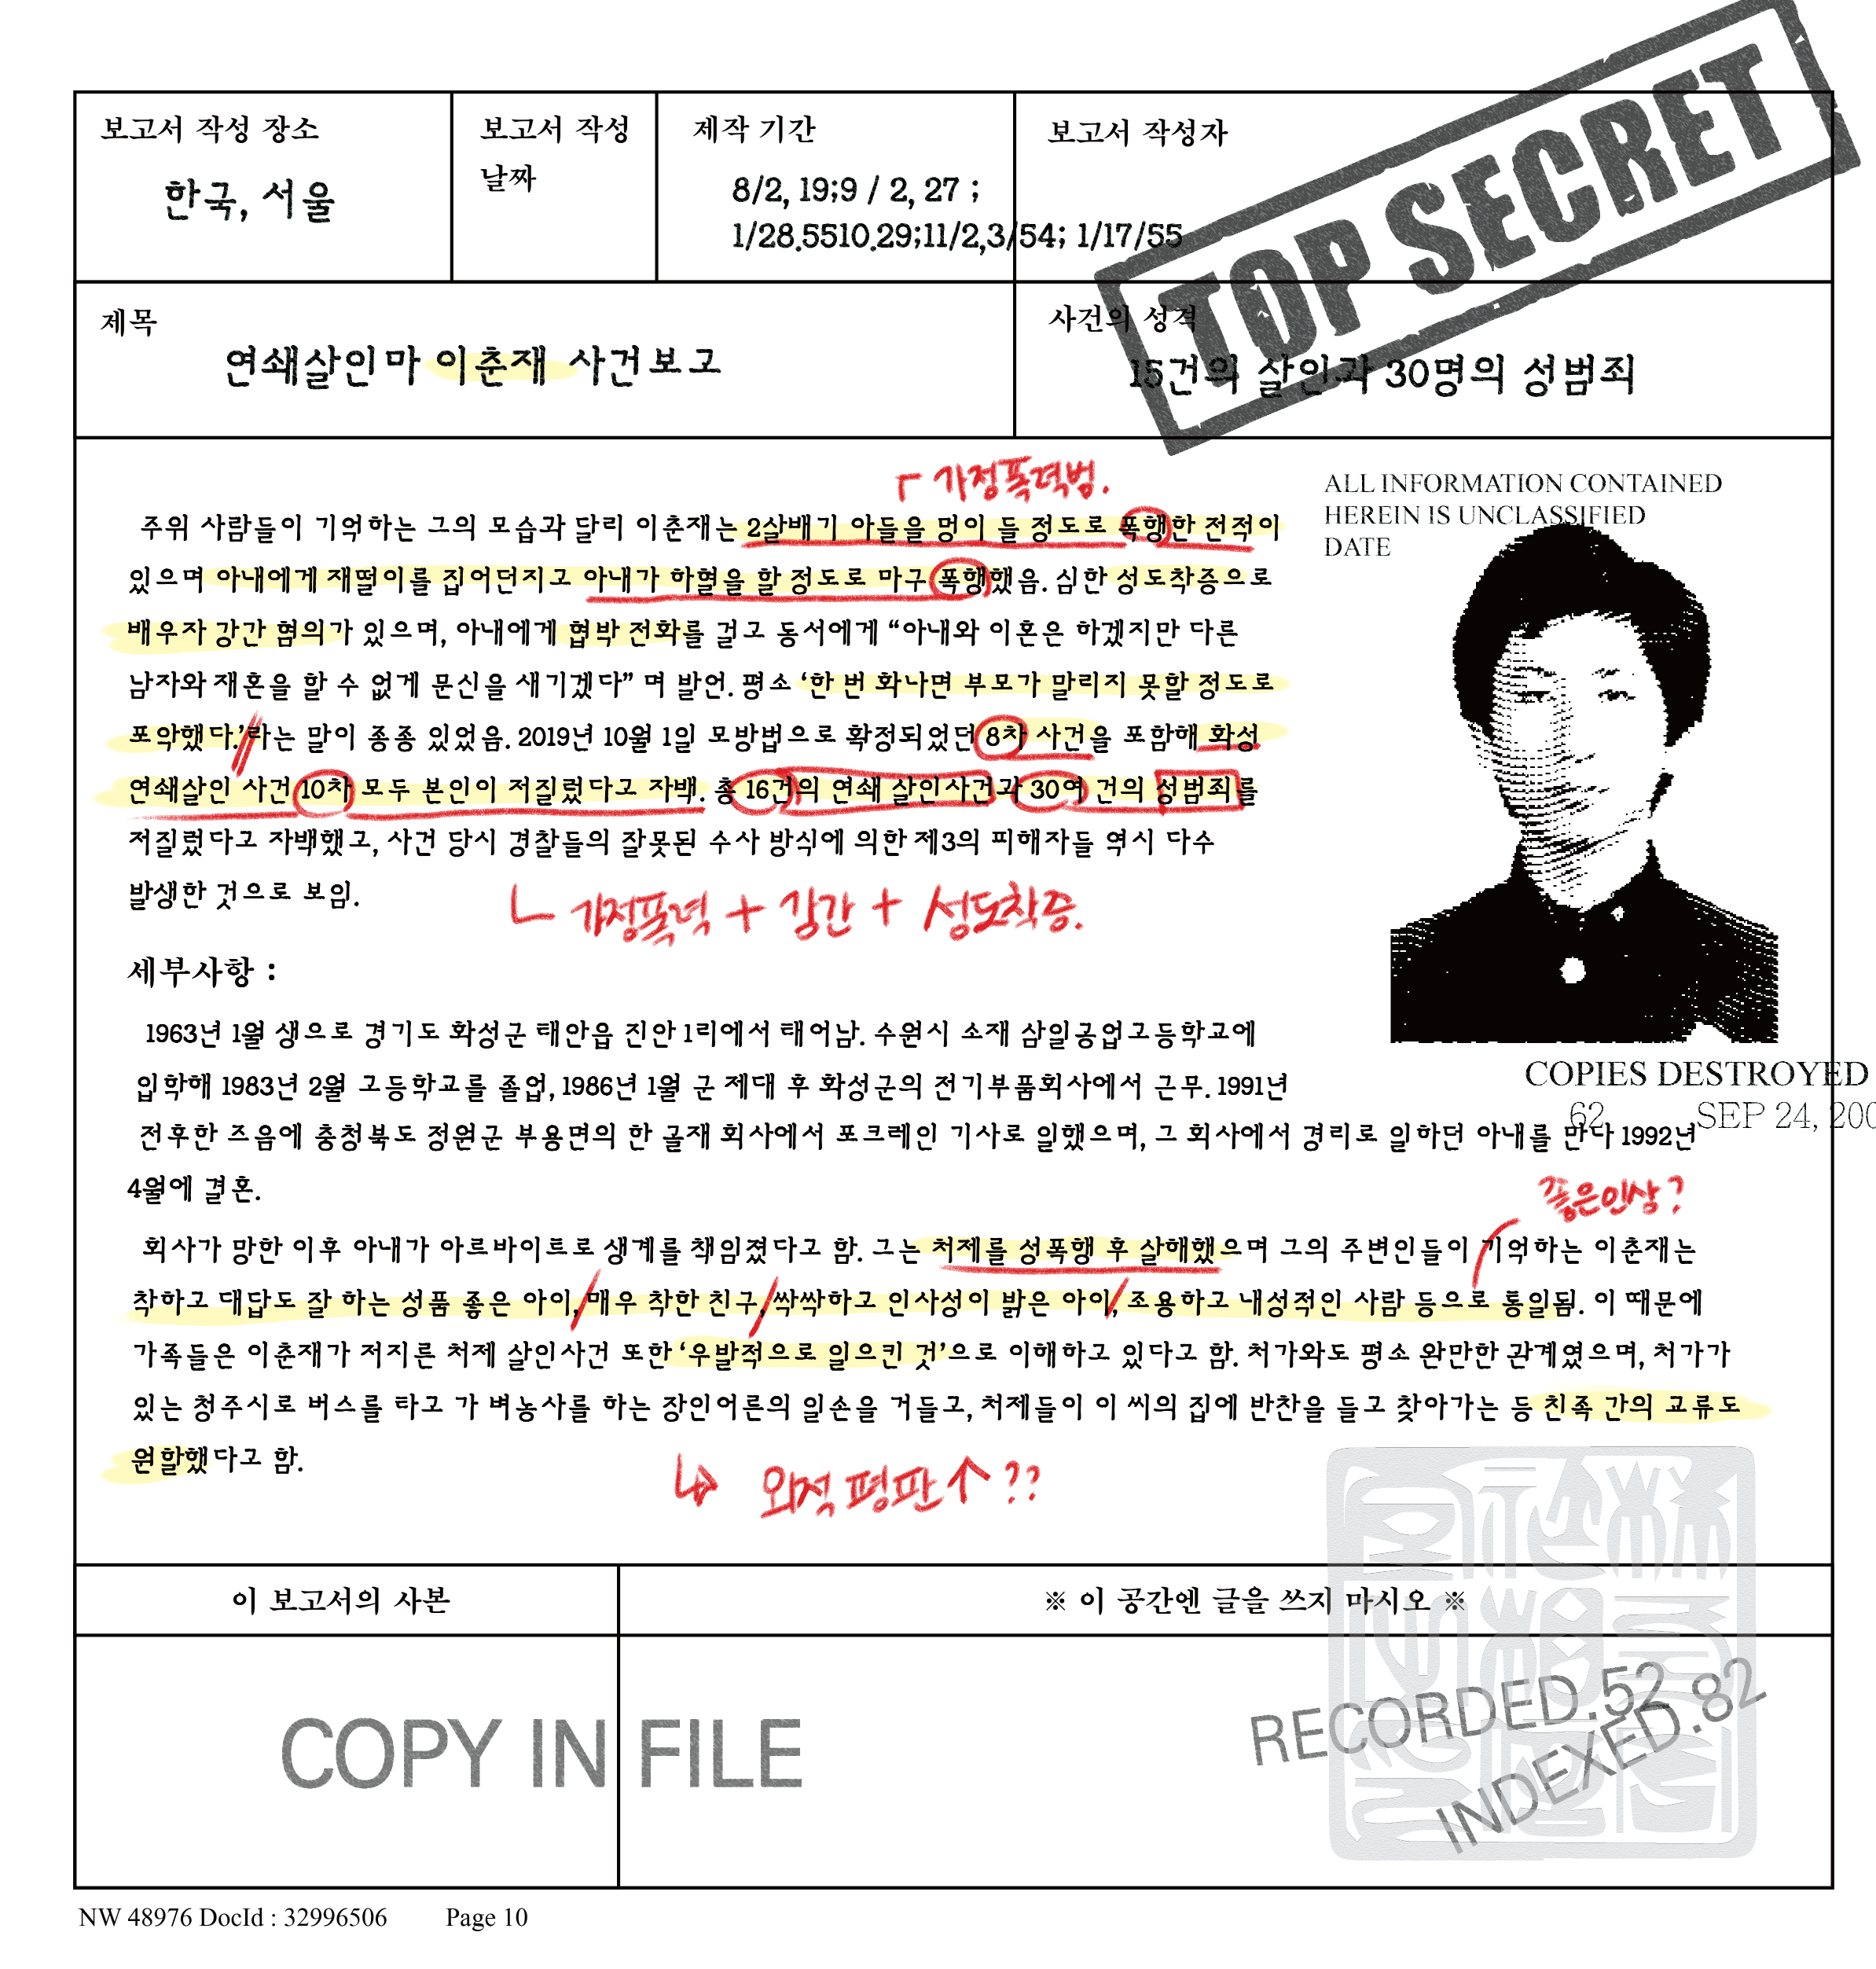 TOP SECRET
보고서 작성 장소
한국, 서울
보고서 작성
날짜
제작 기간
8/2, 19;9 / 2, 27 ;
1/28.5510.29;11/2,3/54; 1/17/55
보고서 작성자
제목
연쇄살인마 이춘재 사건보고
사건의 성격
15건의 살인과 30명의 성범죄
가정폭력범.
ALL INFORMATION CONTAINED
HEREIN IS UNCLASSIFIED
DATE
주위 사람들이 기억하는 그의 모습과 달리 이춘재는 2살배기 아들을 멍이 들 정도로 폭행한 전적이
있으며 아내에게 재떨이를 집어던지고 아내가 하혈을 할 정도로 마구 폭행했음. 심한 성도착증으로
배우자 강간 혐의가 있으며, 아내에게 협박 전화를 걸고 동서에게 “아내와 이혼은 하겠지만 다른
남자와 재혼을 할 수 없게 문신을 새기겠다” 며 발언. 평소 ‘한 번 화나면 부모가 말리지 못할 정도로
포악했다.’라는 말이 종종 있었음. 2019년 10월 1일 모방법으로 확정되었던 8차 사건을 포함해 화성
연쇄살인 사건 10차 모두 본인이 저질렀다고 자백. 총 16건의 연쇄 살인사건과 30여 건의 성범죄를
저질렀다고 자백했고, 사건 당시 경찰들의 잘못된 수사 방식에 의한 제3의 피해자들 역시 다수
발생한 것으로 보임.
가정폭력 + 강간 + 성도착증.
세부사항 :
1963년 1월 생으로 경기도 화성군 태안읍 진안 1리에서 태어남. 수원시 소재 삼일공업고등학교에
입학해 1983년 2월 고등학교를 졸업, 1986년 1월 군 제대 후 화성군의 전기부품회사에서 근무. 1991년
전후한 즈음에 충청북도 정원군 부용면의 한 골재 회사에서 포크레인 기사로 일했으며, 그 회사에서 경리로 일하던 아내를 만다 1992년
4월에 결혼.
COPIES DESTROYED
62 SEP 24, 200
좋은인상?
회사가 망한 이후 아내가 아르바이트로 생계를 책임졌다고 함. 그는 처제를 성폭행 후 살해했으며 그의 주변인들이 기억하는 이춘재는
착하고 대답도 잘 하는 성품 좋은 아이, 매우 착한 친구, 싹싹하고 인사성이 밝은 아이, 조용하고 내성적인 사람 등으로 통일됨. 이 때문에
가족들은 이춘재가 저지른 처제 살인사건 또한 ‘우발적으로 일으킨 것’으로 이해하고 있다고 함. 처가와도 평소 완만한 관계였으며, 처가가
있는 청주시로 버스를 타고 가 벼농사를 하는 장인어른의 일손을 거들고, 처제들이 이 씨의 집에 반찬을 들고 찾아가는 등 친족 간의 교류도
원할했다고 함.
외적 평판↑??
이 보고서의 사본
※ 이 공간엔 글을 쓰지 마시오 ※
COPY IN FILE
RECORDED.52
INDEXED.82
NW 48976 DocId : 32996506 Page 10